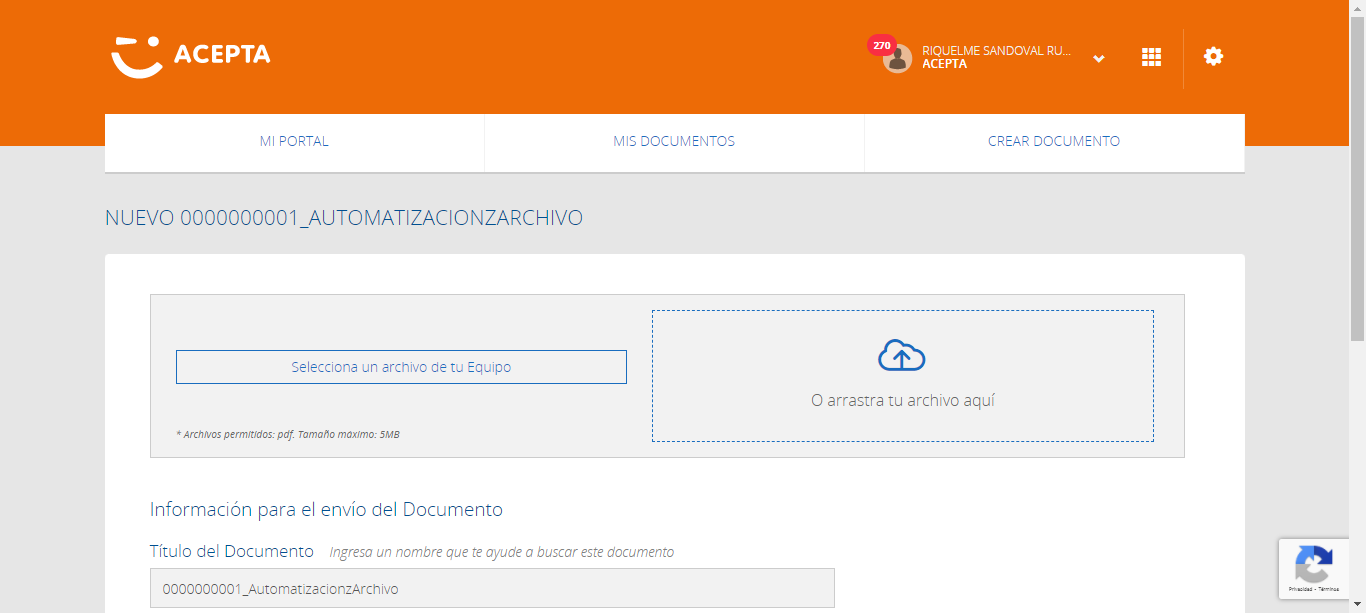 ACEPTA
270
RIQUELME SANDOVAL RU...
ACEPTA
MI PORTAL
MIS DOCUMENTOS
CREAR DOCUMENTO
NUEVO 0000000001_AUTOMATIZACIONZARCHIVO
Selecciona un archivo de tu Equipo
O arrastra tu archivo aquí
* Archivos permitidos: pdf. Tamaño máximo: 5MB
Información para el envío del Documento
Título del Documento Ingresa un nombre que te ayude a buscar este documento
0000000001_AutomatizacionzArchivo
Privacidad - Términos